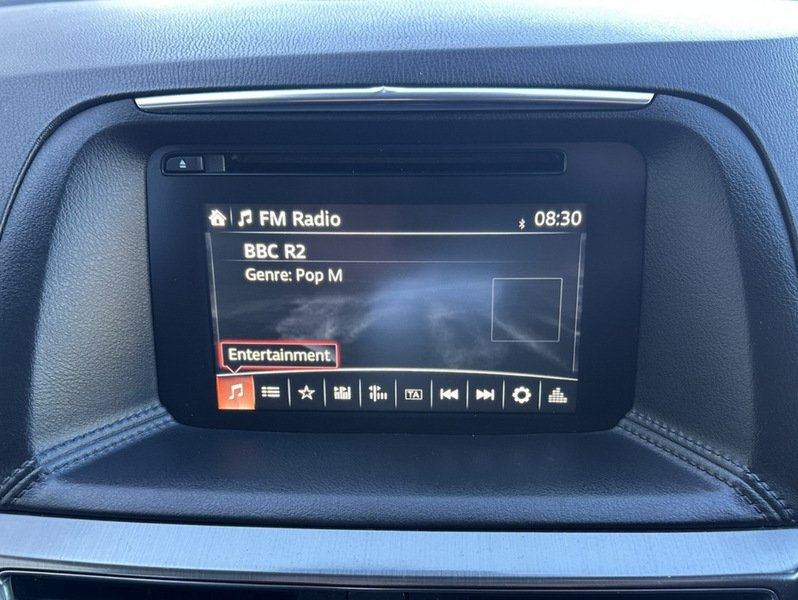 FM Radio 08:30
BBC R2
Genre: Pop M
Entertainment
TA